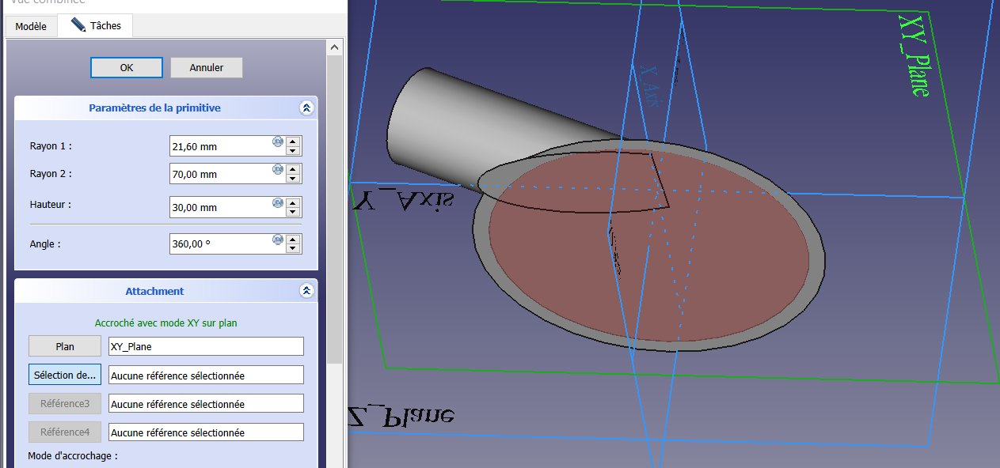 Vue combinée
Modèle
Tâches
OK
Annuler
Paramètres de la primitive
Rayon 1 :
21,60 mm
Rayon 2 :
70,00 mm
Hauteur :
30,00 mm
Angle :
360,00 º
Attachment
Accroché avec mode XY sur plan
Plan
XY_Plane
Sélection de...
Aucune référence sélectionnée
Référence3
Aucune référence sélectionnée
Référence4
Aucune référence sélectionnée
Mode d'accrochage :
XY_Plane
X_Axis
Y_Axis
Z_Plane